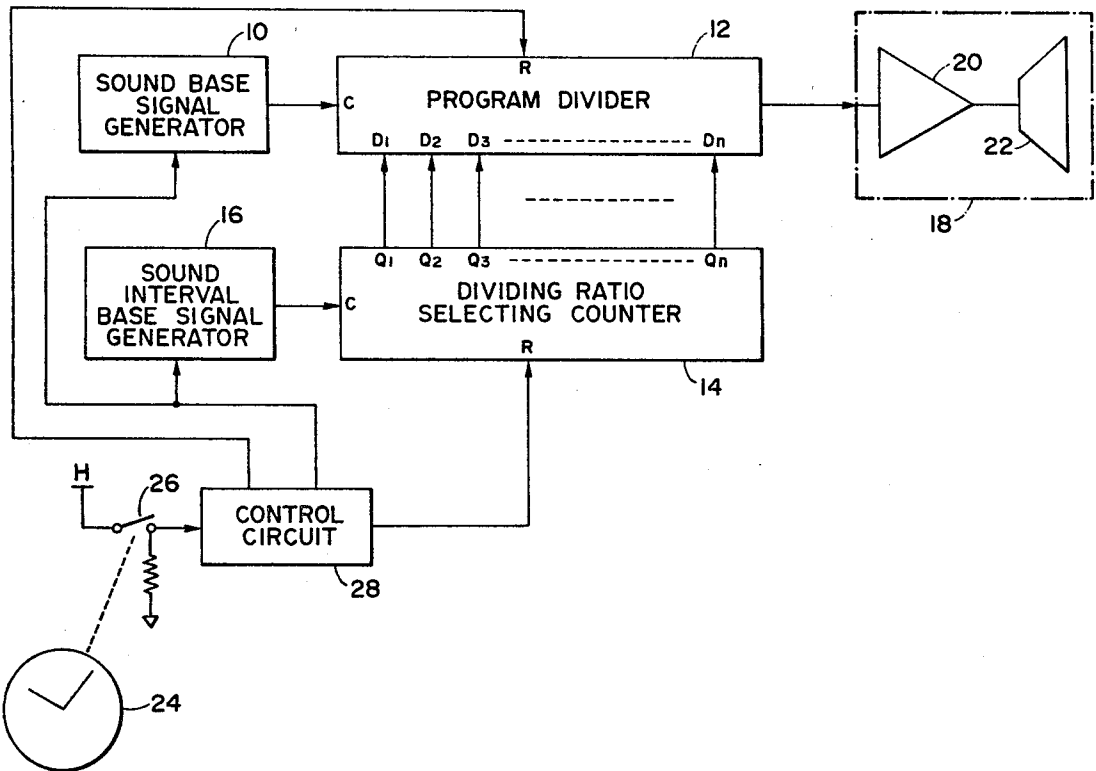 10
12
SOUND BASE
SIGNAL
GENERATOR
R
C
PROGRAM DIVIDER
D1 D2 D3 Dn
20
22
18
16
SOUND
INTERVAL
BASE SIGNAL
GENERATOR
Q1 Q2 Q3 Qn
C
DIVIDING RATIO
SELECTING COUNTER
R
14
H
26
CONTROL
CIRCUIT
28
24